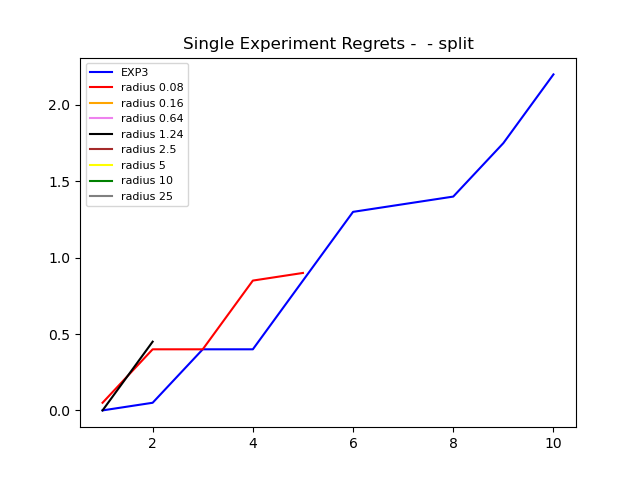 Single Experiment Regrets -  - split
EXP3
radius 0.08
radius 0.16
radius 0.64
radius 1.24
radius 2.5
radius 5
radius 10
radius 25
2.0
1.5
1.0
0.5
0.0
2 4 6 8 10